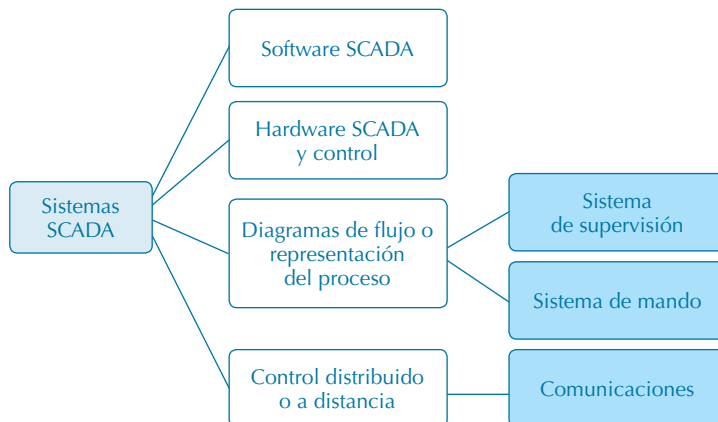 Sistemas
SCADA
Software SCADA
Hardware SCADA
y control
Diagramas de flujo o
representación
del proceso
Control distribuido
o a distancia
Sistema
de supervisión
Sistema de mando
Comunicaciones